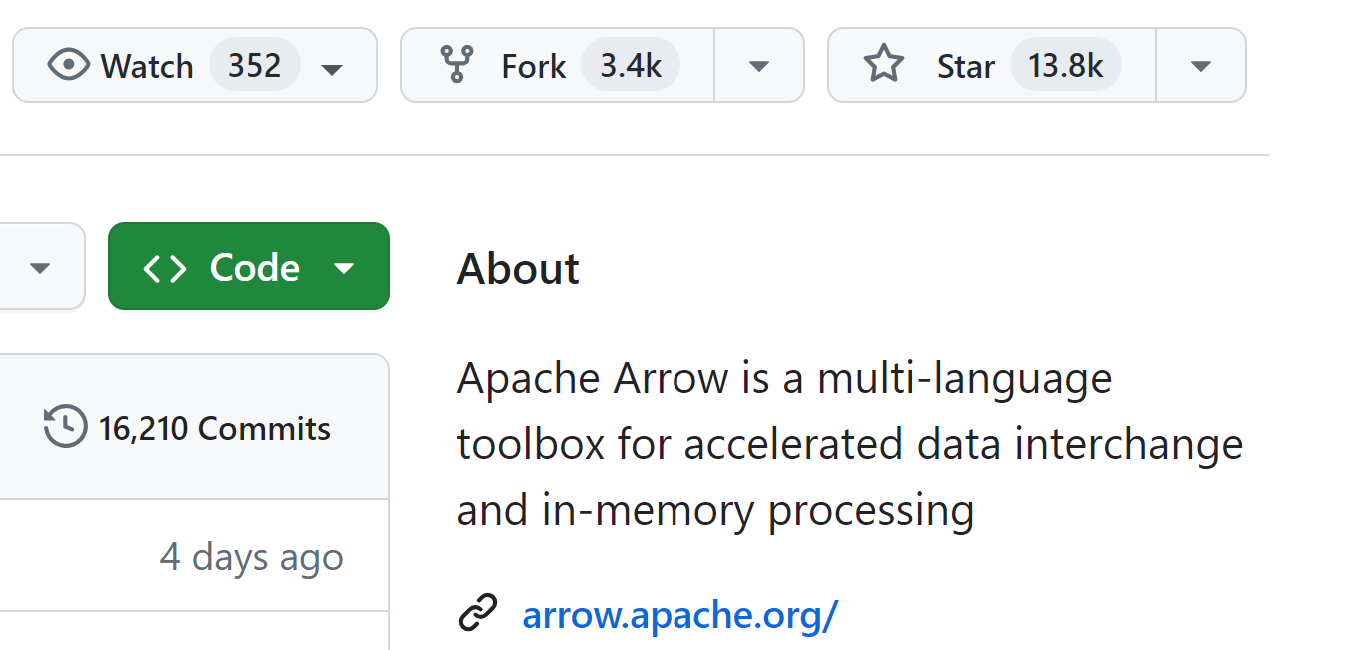 Watch 352
Fork 3.4k
Star 13.8k
Code
About
Apache Arrow is a multi-language
toolbox for accelerated data interchange
and in-memory processing
16,210 Commits
4 days ago
arrow.apache.org/